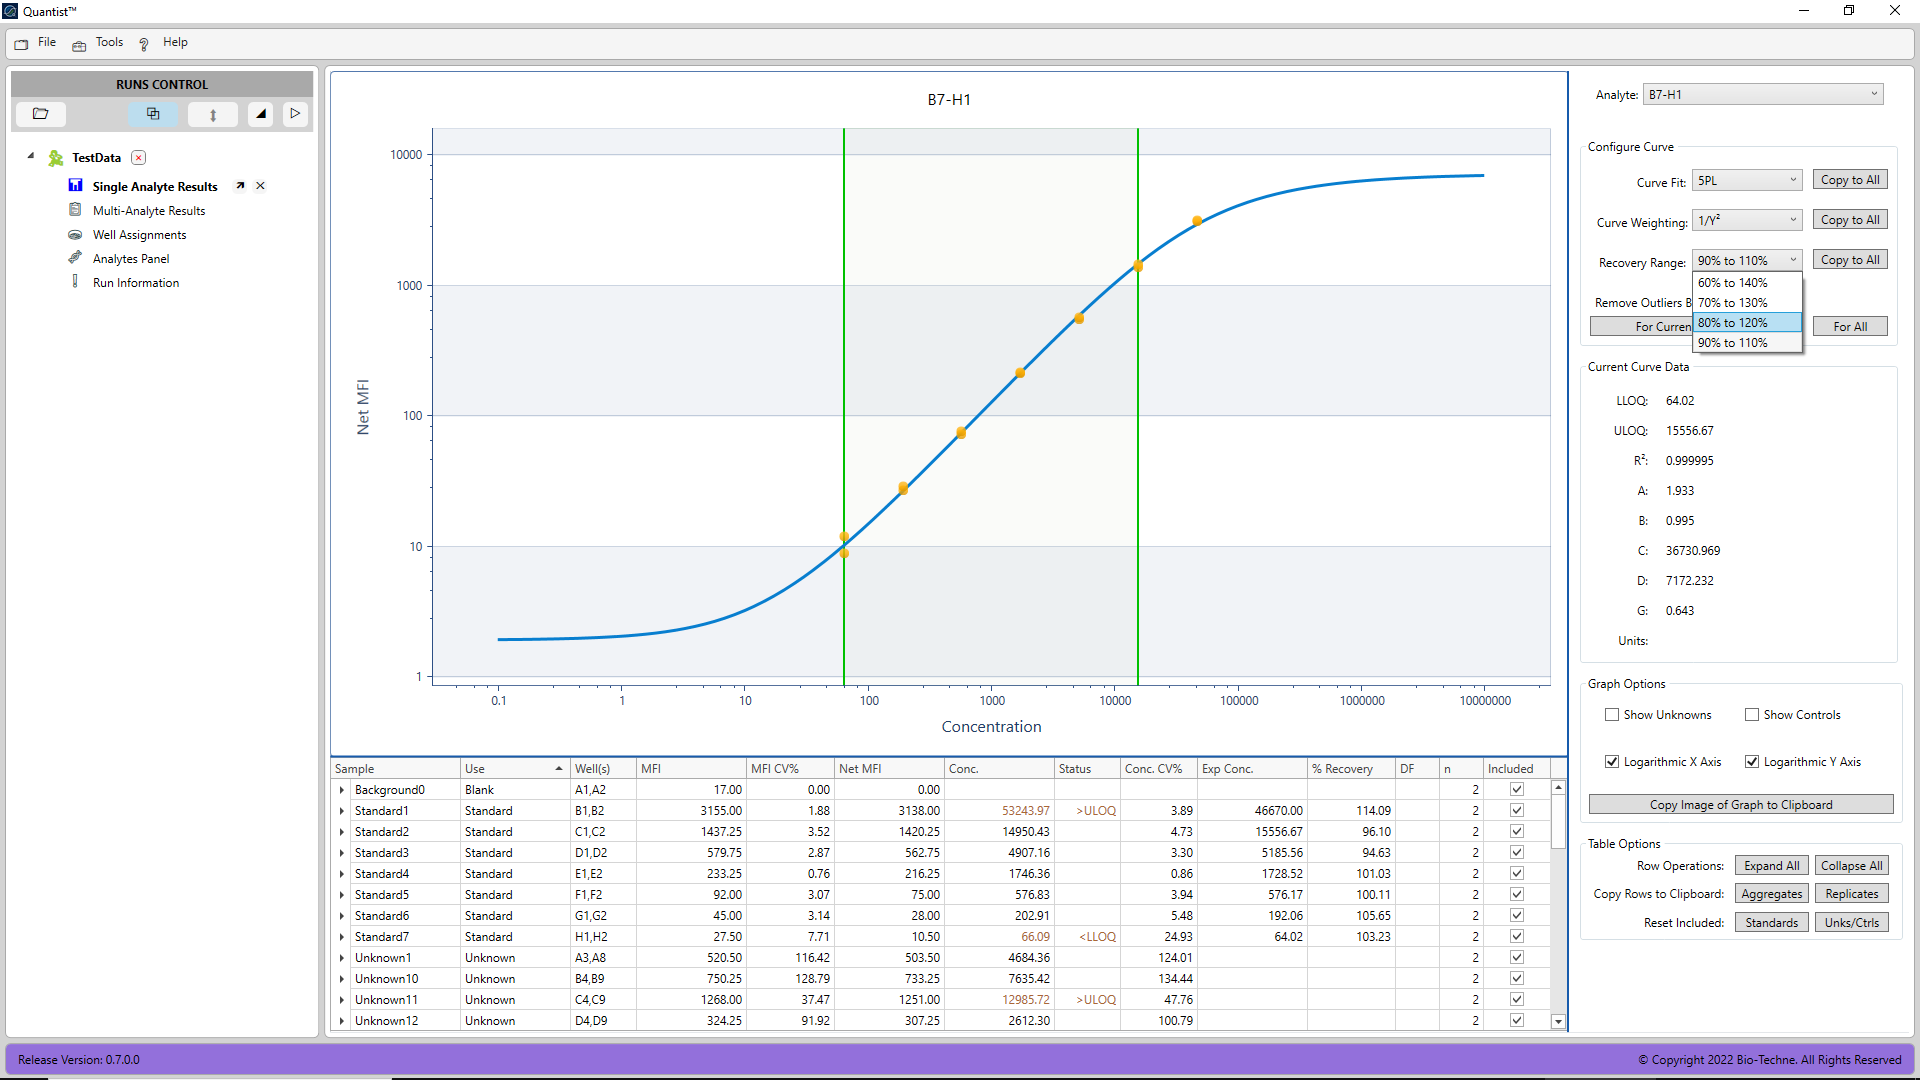 Quantist™
File Tools ? Help
RUNS CONTROL
TestData
Single Analyte Results
Multi-Analyte Results
Well Assignments
Analytes Panel
Run Information
B7-H1
10000
1000
100
10
1
Net MFI
0.1 1 10 100 1000 10000 100000 1000000 10000000
Concentration
Sample Use Well(s) MFI MFI CV% Net MFI Conc. Status Conc. CV% Exp Conc. % Recovery DF n Included
Background0 Blank A1,A2 17.00 0.00 0.00 2
Standard1 Standard B1,B2 3155.00 1.88 3138.00 53243.97 >ULOQ 3.89 46670.00 114.09 2
Standard2 Standard C1,C2 1437.25 3.52 1420.25 14950.43 4.73 15556.67 96.10 2
Standard3 Standard D1,D2 579.75 2.87 562.75 4907.16 3.30 5185.56 94.63 2
Standard4 Standard E1,E2 233.25 0.76 216.25 1746.36 0.86 1728.52 101.03 2
Standard5 Standard F1,F2 92.00 3.07 75.00 576.83 3.94 576.17 100.11 2
Standard6 Standard G1,G2 45.00 3.14 28.00 202.91 5.48 192.06 105.65 2
Standard7 Standard H1,H2 27.50 7.71 10.50 66.09 <LLOQ 24.93 64.02 103.23 2
Unknown1 Unknown A3,A8 520.50 116.42 503.50 4684.36 124.01 2
Unknown10 Unknown B4,B9 750.25 128.79 733.25 7635.42 134.44 2
Unknown11 Unknown C4,C9 1268.00 37.47 1251.00 12985.72 >ULOQ 47.76 2
Unknown12 Unknown D4,D9 324.25 91.92 307.25 2612.30 100.79 2
Analyte: B7-H1
Configure Curve
Curve Fit: 5PL Copy to All
Curve Weighting: 1/Y² Copy to All
Recovery Range: 90% to 110% Copy to All
60% to 140%
Remove Outliers B 70% to 130%
80% to 120%
For Curren For All
90% to 110%
Current Curve Data
LLOQ: 64.02
ULOQ: 15556.67
R²: 0.999995
A: 1.933
B: 0.995
C: 36730.969
D: 7172.232
G: 0.643
Units:
Graph Options
Show Unknowns Show Controls
Logarithmic X Axis Logarithmic Y Axis
Copy Image of Graph to Clipboard
Table Options
Row Operations: Expand All Collapse All
Copy Rows to Clipboard: Aggregates Replicates
Reset Included: Standards Unks/Ctrls
Release Version: 0.7.0.0
© Copyright 2022 Bio-Techne. All Rights Reserved